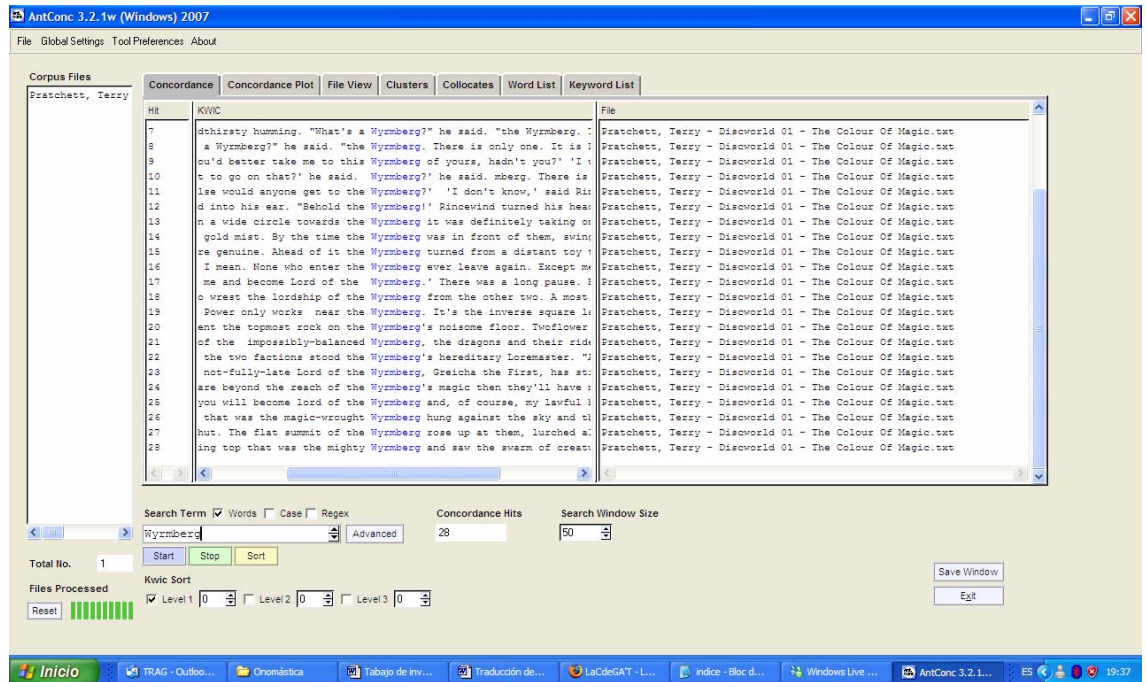 AntConc 3.2.1w (Windows) 2007
File Global Settings Tool Preferences About
Corpus Files
Pratchett, Terry
Concordance Concordance Plot File View Clusters Collocates Word List Keyword List
Hit KWIC File
7 dthirsty humming. "What's a Wyrmberg?" he said. "the Wyrmberg. Pratchett, Terry - Discworld 01 - The Colour Of Magic.txt
8 a Wyrmberg?" he said. "the Wyrmberg. There is only one. It is Pratchett, Terry - Discworld 01 - The Colour Of Magic.txt
9 ou'd better take me to this Wyrmberg of yours, hadn't you?' 'I Pratchett, Terry - Discworld 01 - The Colour Of Magic.txt
10 t to go on that?' he said. Wyrmberg?' he said. mberg. There is Pratchett, Terry - Discworld 01 - The Colour Of Magic.txt
11 lse would anyone get to the Wyrmberg?' 'I don't know,' said Rin Pratchett, Terry - Discworld 01 - The Colour Of Magic.txt
12 d into his ear. "Behold the Wyrmberg!' Rincewind turned his head Pratchett, Terry - Discworld 01 - The Colour Of Magic.txt
13 n a wide circle towards the Wyrmberg it was definitely taking on Pratchett, Terry - Discworld 01 - The Colour Of Magic.txt
14 gold mist. By the time the Wyrmberg was in front of them, swing Pratchett, Terry - Discworld 01 - The Colour Of Magic.txt
15 re genuine. Ahead of it the Wyrmberg turned from a distant toy Pratchett, Terry - Discworld 01 - The Colour Of Magic.txt
16 I mean. None who enter the Wyrmberg ever leave again. Except me Pratchett, Terry - Discworld 01 - The Colour Of Magic.txt
17 me and become Lord of the Wyrmberg.' There was a long pause. Pratchett, Terry - Discworld 01 - The Colour Of Magic.txt
18 o wrest the lordship of the Wyrmberg from the other two. A most Pratchett, Terry - Discworld 01 - The Colour Of Magic.txt
19 Power only works near the Wyrmberg. It's the inverse square la Pratchett, Terry - Discworld 01 - The Colour Of Magic.txt
20 ent the topmost rock on the Wyrmberg's noisome floor. Twoflower Pratchett, Terry - Discworld 01 - The Colour Of Magic.txt
21 of the impossibly-balanced Wyrmberg, the dragons and their ride Pratchett, Terry - Discworld 01 - The Colour Of Magic.txt
22 the two factions stood the Wyrmberg's hereditary Loremaster. Pratchett, Terry - Discworld 01 - The Colour Of Magic.txt
23 not-fully-late Lord of the Wyrmberg, Greicha the First, has Pratchett, Terry - Discworld 01 - The Colour Of Magic.txt
24 are beyond the reach of the Wyrmberg's magic then they'll have Pratchett, Terry - Discworld 01 - The Colour Of Magic.txt
25 you will become lord of the Wyrmberg and, of course, my lawful Pratchett, Terry - Discworld 01 - The Colour Of Magic.txt
26 that was the magic-wrought Wyrmberg hung against the sky and Pratchett, Terry - Discworld 01 - The Colour Of Magic.txt
27 hut. The flat summit of the Wyrmberg rose up at them, lurched Pratchett, Terry - Discworld 01 - The Colour Of Magic.txt
28 ing top that was the mighty Wyrmberg and saw the swarm of creat Pratchett, Terry - Discworld 01 - The Colour Of Magic.txt
Search Term Words Case Regex Concordance Hits Search Window Size
Wyrmberg Advanced 28 50
Start Stop Sort
Total No. 1
Kwic Sort
Save Window
Files Processed
Level 1 0 Level 2 0 Level 3 0
Exit
Reset
Inicio TRAG - Outloo... Onomástica Tabajo de inv... Traducción de... LaCdeGA'T - L... indice - Bloc d... Windows Live ... AntConc 3.2.1... ES 19:37